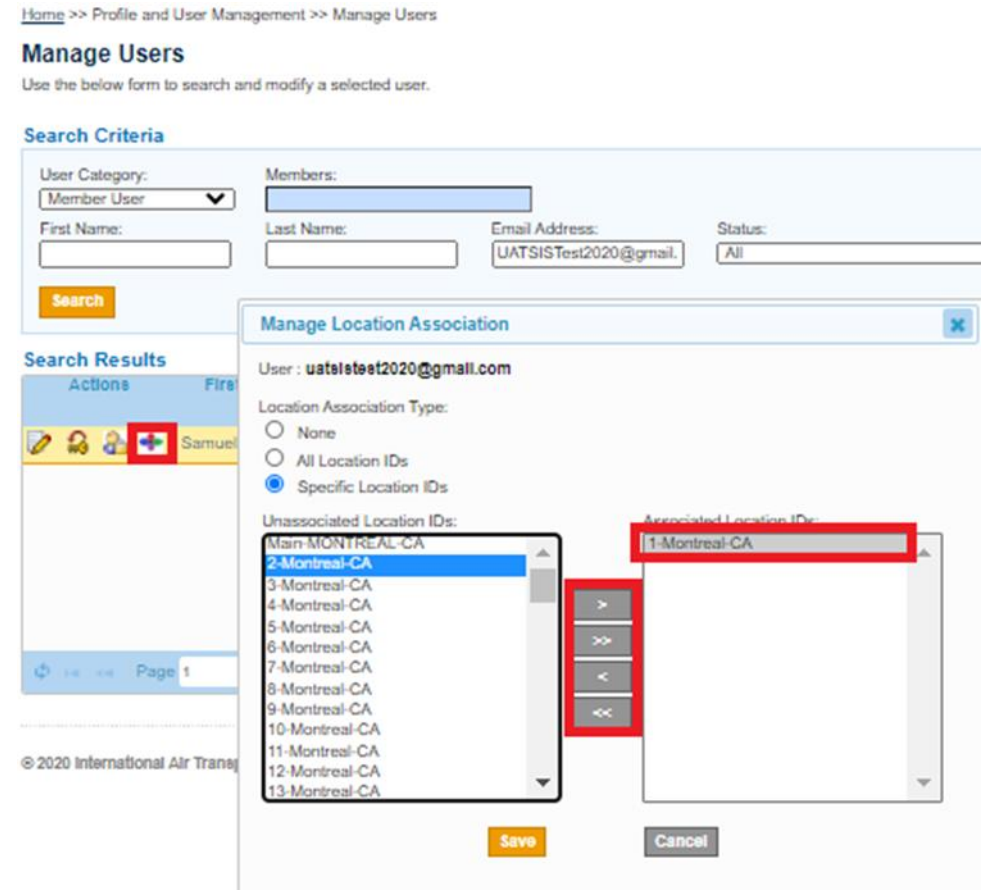 Home >> Profile and User Management >> Manage Users
Manage Users
Use the below form to search and modify a selected user.
Search Criteria
User Category: Members:
Member User
First Name: Last Name: Email Address: Status:
UATSISTest2020@gmail. All
Search
Manage Location Association
Search Results
User : uatsistest2020@gmail.com
Actions
Location Association Type:
None
Samuel
All Location IDs
Specific Location IDs
Unassociated Location IDs: Associated Location IDs:
Main-MONTREAL-CA 1-Montreal-CA
2-Montreal-CA
3-Montreal-CA
4-Montreal-CA >
5-Montreal-CA
6-Montreal-CA >>
7-Montreal-CA
Page 1
8-Montreal-CA <
9-Montreal-CA
10-Montreal-CA <<
11-Montreal-CA
© 2020 International Air
12-Montreal-CA
13-Montreal-CA
Save Cancel